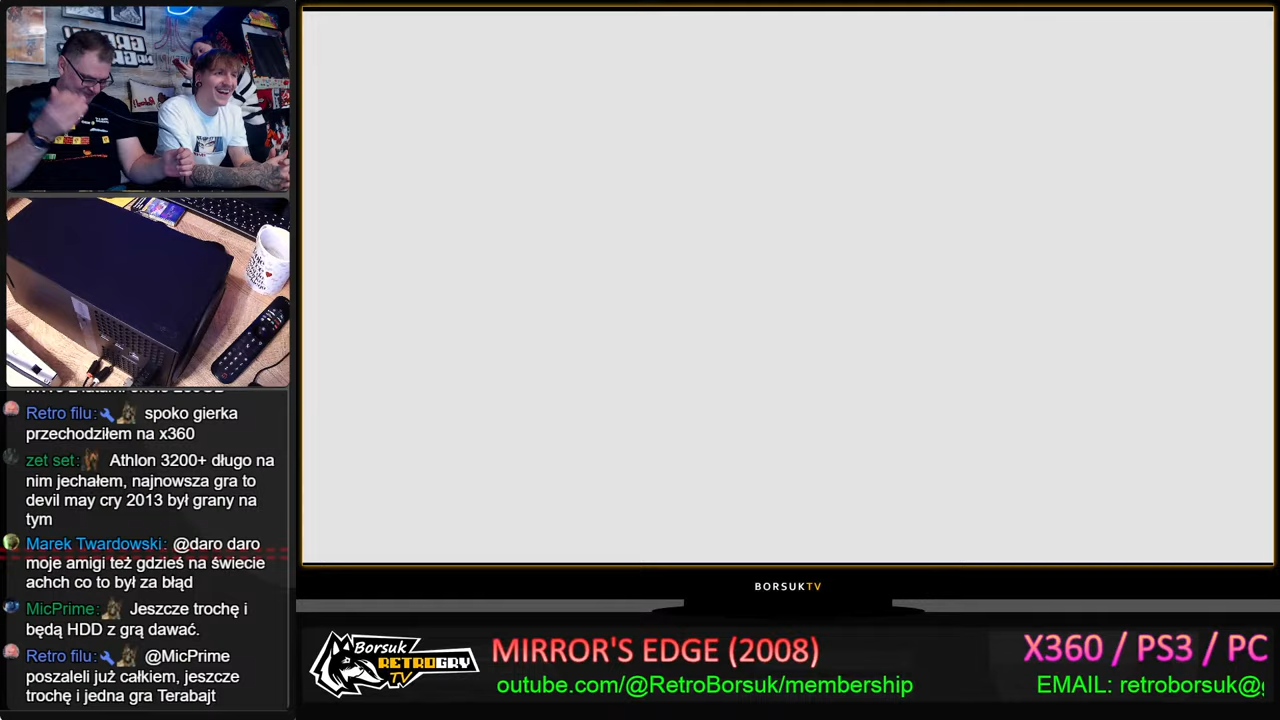 Retro filu: spoko gierka
przechodziłem na x360
zet set: Athlon 3200+ długo na
nim jechałem, najnowsza gra to
devil may cry 2013 był grany na
tym
Marek Twardowski: @daro daro
moje amigi też gdzieś na świecie
achch co to był za błąd
MicPrime: Jeszcze trochę i
będą HDD z grą dawać.
Retro filu: @MicPrime
poszaleli już całkiem, jeszcze
trochę i jedna gra Terabajt
BORSUKTV
Borsuk
RETROGRY
TV
MIRROR'S EDGE (2008)
X360 / PS3 / PC
outube.com/@RetroBorsuk/membership
EMAIL: retroborsuk@